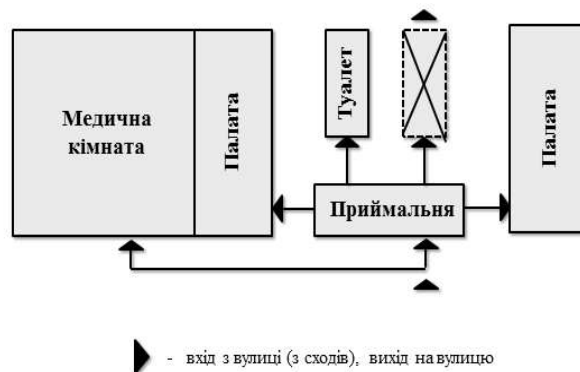 Медична
кімната
Палата
Туалет
Палата
Приймальня
- вхід з вулиці (з сходів), вихід на вулицю